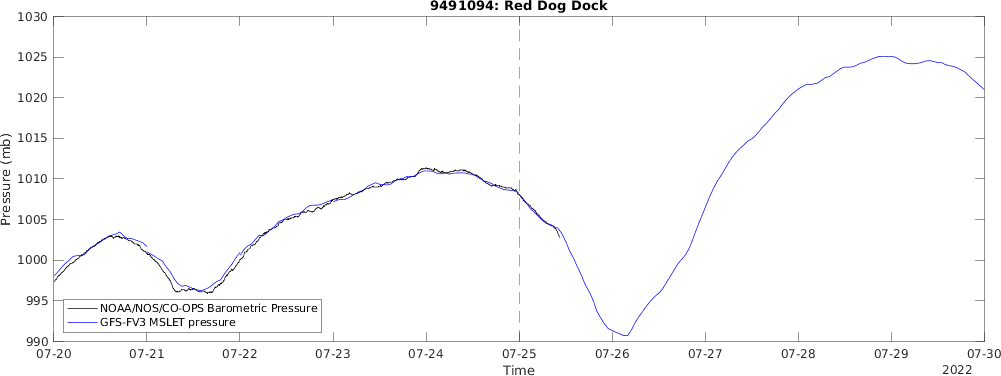 9491094: Red Dog Dock
Pressure (mb)
1030
1025
1020
1015
1010
1005
1000
995
990
NOAA/NOS/CO-OPS Barometric Pressure
GFS-FV3 MSLET pressure
07-20 07-21 07-22 07-23 07-24 07-25 07-26 07-27 07-28 07-29 07-30
Time
2022